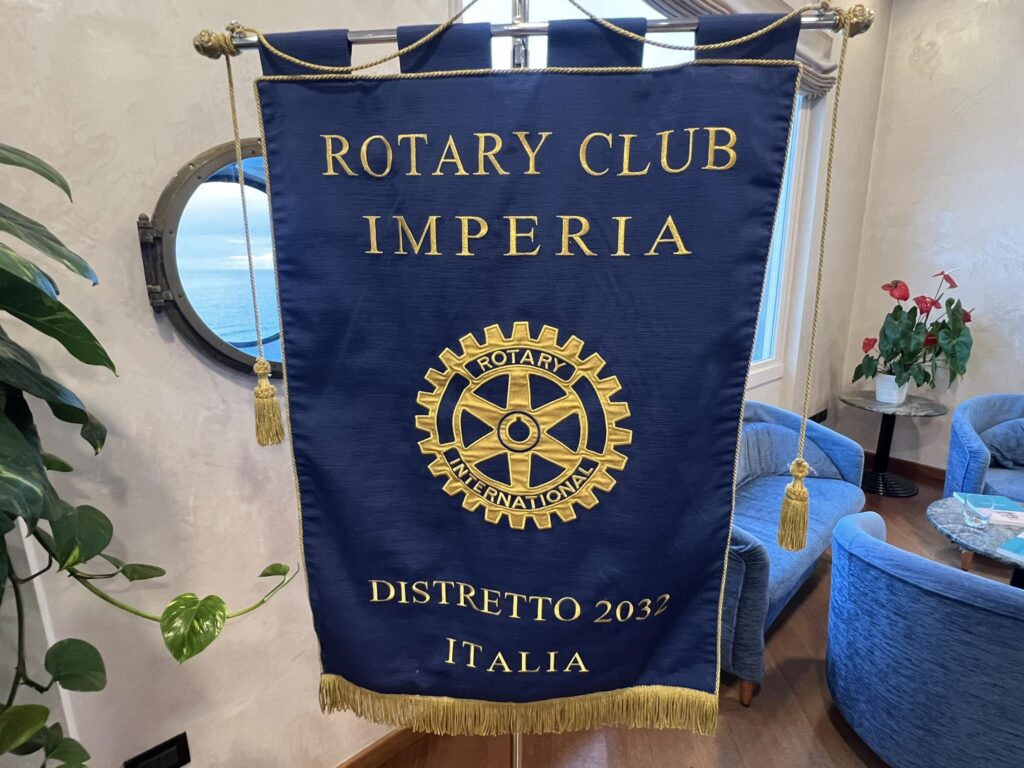 ROTARY CLUB
IMPERIA
ROTARY
INTERNATIONAL
DISTRETTO 2032
ITALIA